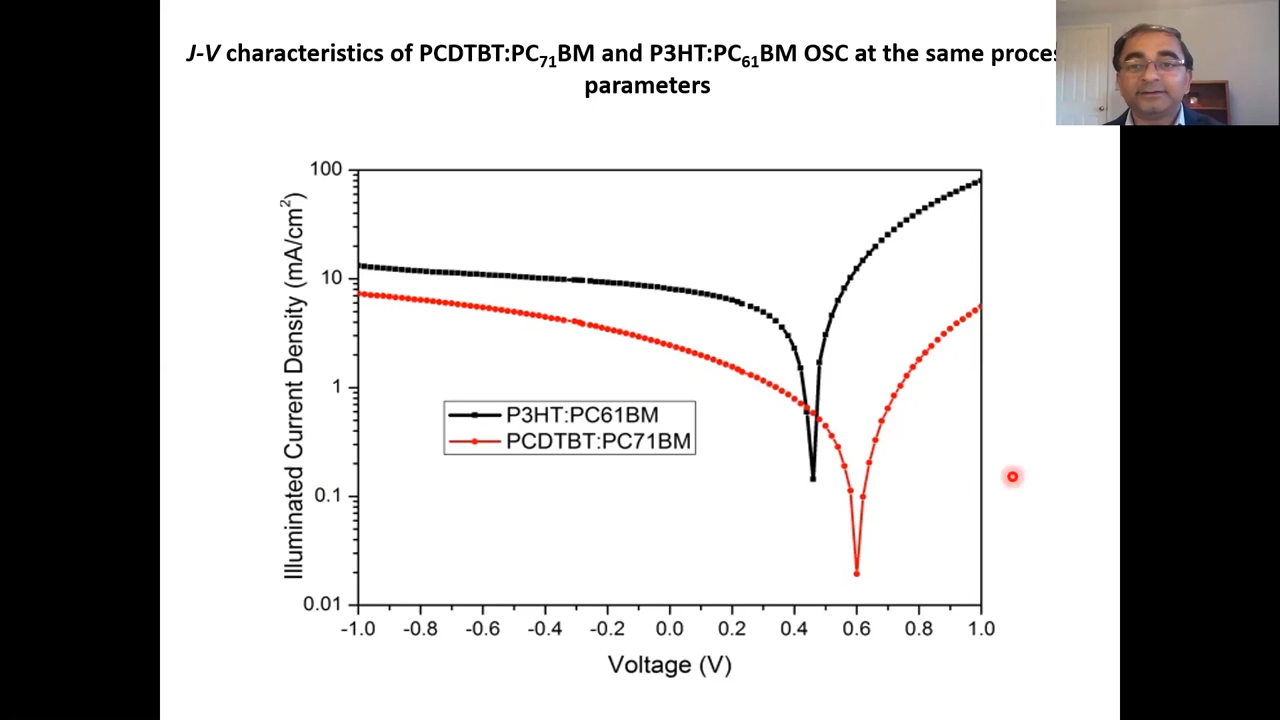 J-V characteristics of PCDTBT:PC₇₁BM and P3HT:PC₆₁BM OSC at the same
parameters
100
10
1
0.1
0.01
Illuminated Current Density (mA/cm²)
P3HT:PC61BM
PCDTBT:PC71BM
-1.0 -0.8 -0.6 -0.4 -0.2 0.0 0.2 0.4 0.6 0.8 1.0
Voltage (V)